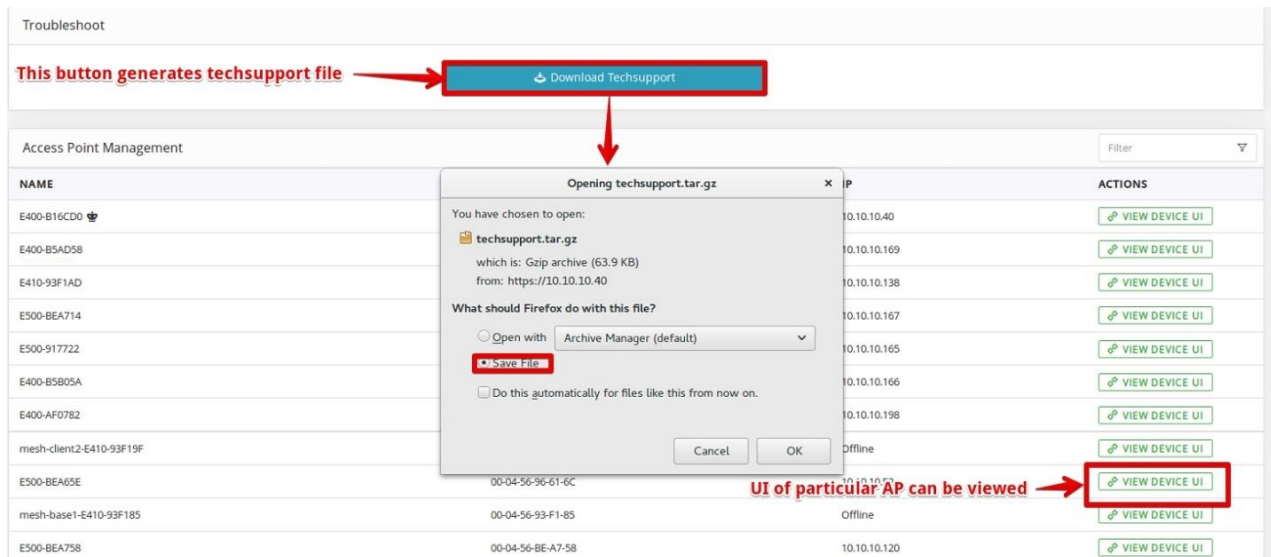 Troubleshoot
This button generates techsupport file
Download Techsupport
Access Point Management
Filter
NAME
IP
ACTIONS
E400-B16CD0
10.10.10.40
VIEW DEVICE UI
E400-B5AD58
10.10.10.169
VIEW DEVICE UI
E410-93F1AD
10.10.10.138
VIEW DEVICE UI
E500-BEA714
10.10.10.167
VIEW DEVICE UI
E500-917722
10.10.10.165
VIEW DEVICE UI
E400-B5B05A
10.10.10.166
VIEW DEVICE UI
E400-AF0782
10.10.10.198
VIEW DEVICE UI
mesh-client2-E410-93F19F
Offline
VIEW DEVICE UI
E500-BEA65E
00-04-56-96-61-6C
VIEW DEVICE UI
mesh-base1-E410-93F185
00-04-56-93-F1-85
Offline
VIEW DEVICE UI
E500-BEA758
00-04-56-BE-A7-58
10.10.10.120
VIEW DEVICE UI
Opening techsupport.tar.gz
x
You have chosen to open:
techsupport.tar.gz
which is: Gzip archive (63.9 KB)
from: https://10.10.10.40
What should Firefox do with this file?
Open with
Archive Manager (default)
Save File
Do this automatically for files like this from now on.
Cancel
OK
UI of particular AP can be viewed